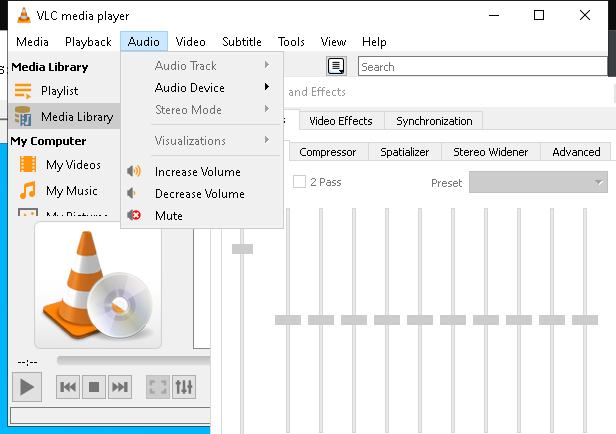 VLC media player
Media Playback Audio Video Subtitle Tools View Help
Media Library
Playlist
Media Library
My Computer
My Videos
My Music
My Pictures
Audio Track
Audio Device
Stereo Mode
Visualizations
Increase Volume
Decrease Volume
Mute
Search
and Effects
Video Effects Synchronization
Compressor Spatializer Stereo Widener Advanced
2 Pass Preset
--:--